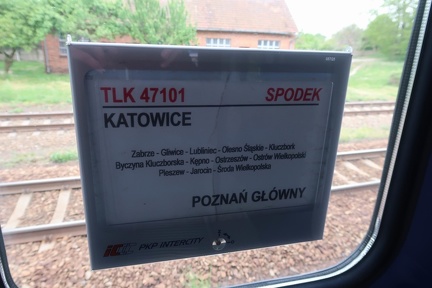 TLK 47101 SPODEK
KATOWICE
Zabrze - Gliwice - Lubliniec - Olesno Śląskie - Kluczbork
Byczyna Kluczborska - Kępno - Ostrzeszów - Ostrów Wielkopolski
Pleszew - Jarocin - Środa Wielkopolska
POZNAŃ GŁÓWNY
IC PKP INTERCITY